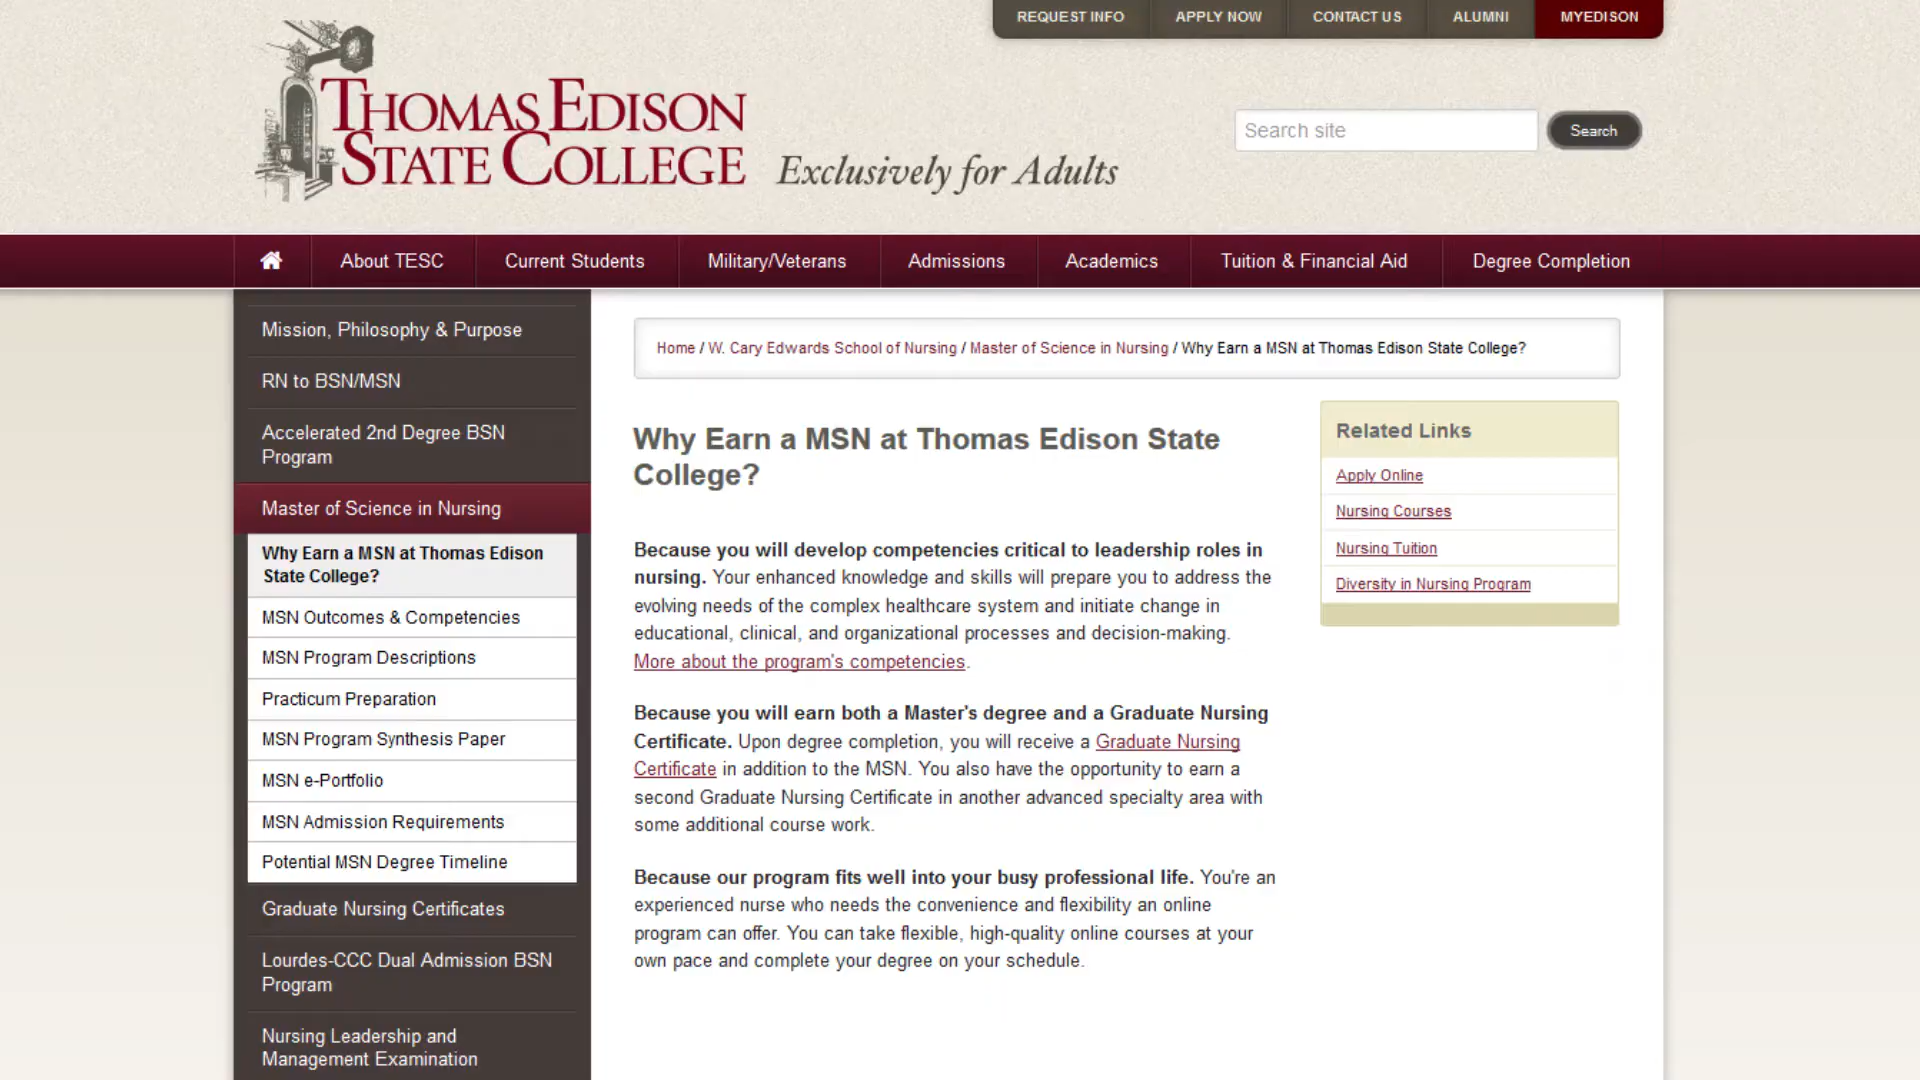 REQUEST INFO
APPLY NOW
CONTACT US
ALUMNI
MYEDISON
THOMAS EDISON
STATE COLLEGE
Exclusively for Adults
Search site
Search
About TESC
Current Students
Military/Veterans
Admissions
Academics
Tuition & Financial Aid
Degree Completion
Mission, Philosophy & Purpose
RN to BSN/MSN
Accelerated 2nd Degree BSN
Program
Master of Science in Nursing
Why Earn a MSN at Thomas Edison
State College?
MSN Outcomes & Competencies
MSN Program Descriptions
Practicum Preparation
MSN Program Synthesis Paper
MSN e-Portfolio
MSN Admission Requirements
Potential MSN Degree Timeline
Graduate Nursing Certificates
Lourdes-CCC Dual Admission BSN
Program
Nursing Leadership and
Management Examination
Home / W. Cary Edwards School of Nursing / Master of Science in Nursing / Why Earn a MSN at Thomas Edison State College?
Why Earn a MSN at Thomas Edison State
College?
Because you will develop competencies critical to leadership roles in
nursing. Your enhanced knowledge and skills will prepare you to address the
evolving needs of the complex healthcare system and initiate change in
educational, clinical, and organizational processes and decision-making.
More about the program's competencies.
Because you will earn both a Master's degree and a Graduate Nursing
Certificate. Upon degree completion, you will receive a Graduate Nursing
Certificate in addition to the MSN. You also have the opportunity to earn a
second Graduate Nursing Certificate in another advanced specialty area with
some additional course work.
Because our program fits well into your busy professional life. You're an
experienced nurse who needs the convenience and flexibility an online
program can offer. You can take flexible, high-quality online courses at your
own pace and complete your degree on your schedule.
Related Links
Apply Online
Nursing Courses
Nursing Tuition
Diversity in Nursing Program